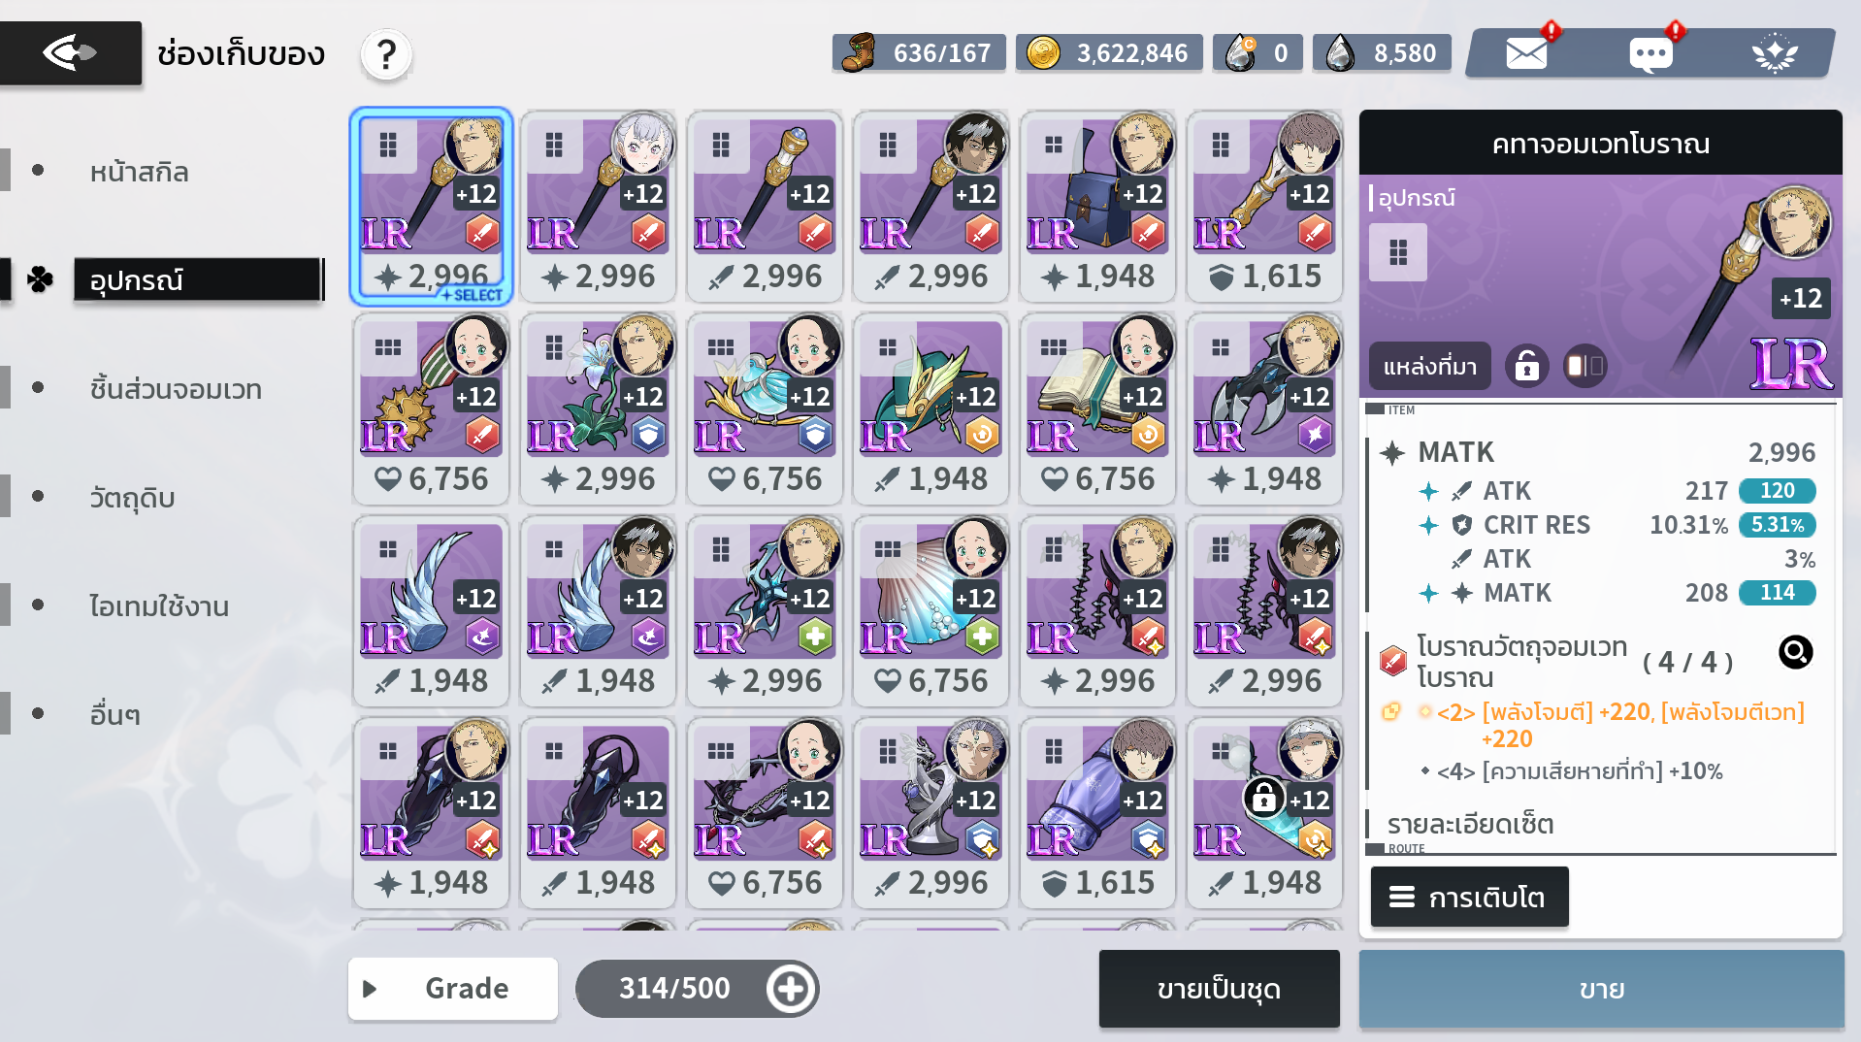 ช่องเก็บของ
?
636/167
3,622,846
0
8,580
หน้าสกิล
อุปกรณ์
ชิ้นส่วนจอมเวท
วัตถุดิบ
ไอเทมใช้งาน
อื่นๆ
+12 +12 +12 +12 +12 +12
LR LR LR LR LR LR
2,996 2,996 2,996 2,996 1,948 1,615
+ SELECT
+12 +12 +12 +12 +12 +12
LR LR LR LR LR LR
6,756 2,996 6,756 1,948 6,756 1,948
+12 +12 +12 +12 +12 +12
LR LR LR LR LR LR
1,948 1,948 2,996 6,756 2,996 2,996
+12 +12 +12 +12 +12 +12
LR LR LR LR LR LR
1,948 1,948 6,756 2,996 1,615 1,948
Grade
314/500
ขายเป็นชุด
คทาจอมเวทโบราณ
อุปกรณ์
+12
แหล่งที่มา
LR
ITEM
MATK 2,996
ATK 217 120
CRIT RES 10.31% 5.31%
ATK 3%
MATK 208 114
โบราณวัตถุจอมเวท
โบราณ
( 4 / 4 )
<2> [พลังโจมตี] +220, [พลังโจมตีเวท]
+220
<4> [ความเสียหายที่ทำ] +10%
รายละเอียดเซ็ต
ROUTE
การเติบโต
ขาย